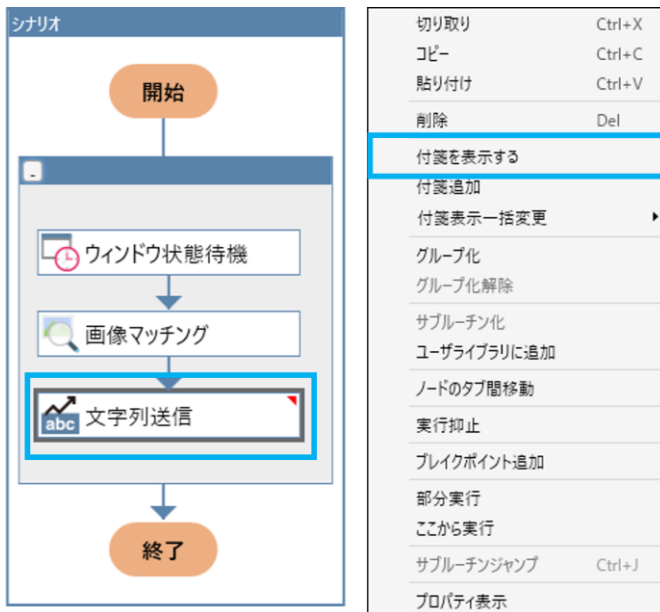 シナリオ
開始
-
ウィンドウ状態待機
画像マッチング
abc 文字列送信
終了
切り取り Ctrl+X
コピー Ctrl+C
貼り付け Ctrl+V
削除 Del
付箋を表示する
付箋追加
付箋表示一括変更
グループ化
グループ化解除
サブルーチン化
ユーザライブラリに追加
ノードのタブ間移動
実行抑止
ブレイクポイント追加
部分実行
ここから実行
サブルーチンジャンプ Ctrl+J
プロパティ表示